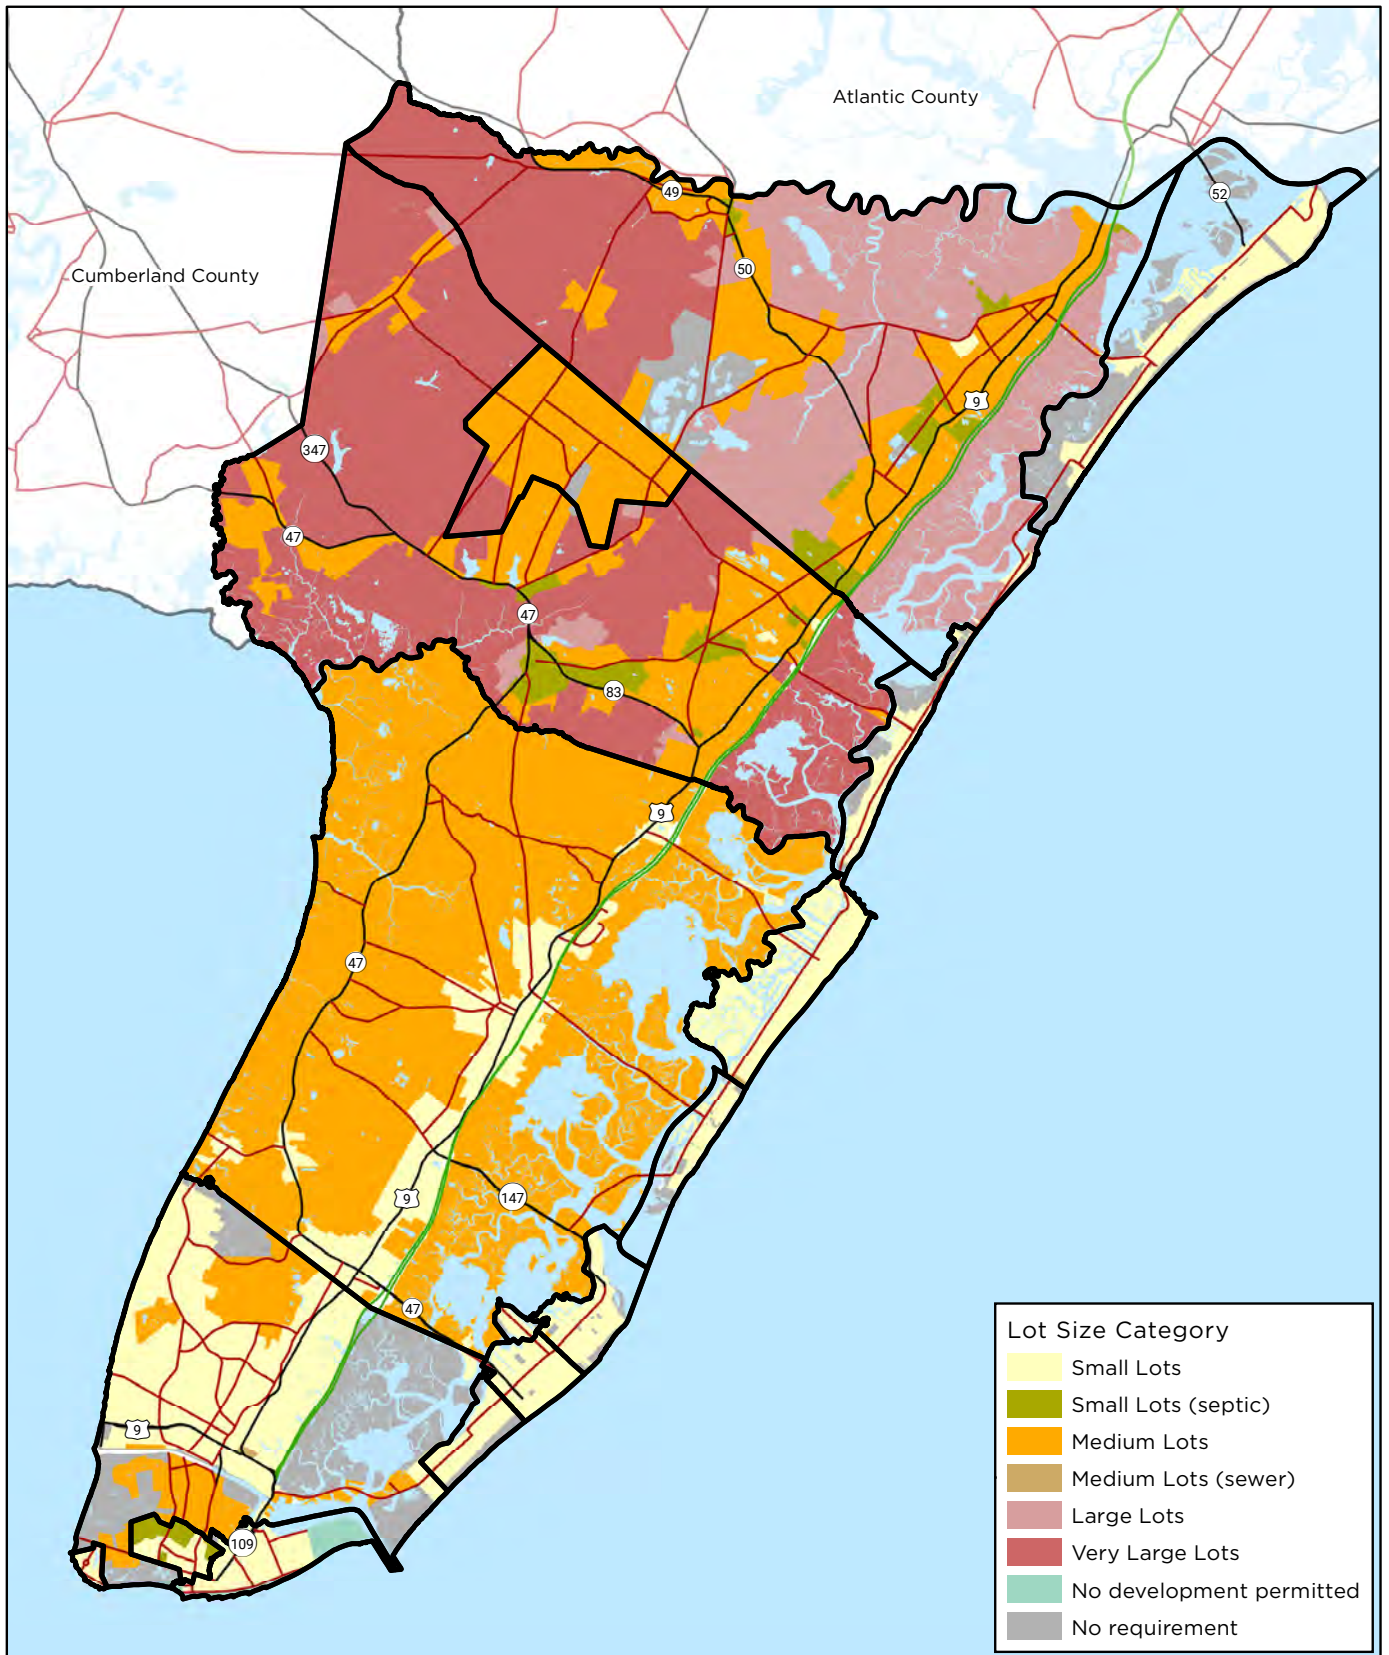 Atlantic County
52
49
50
Cumberland County
9
347
47
47
83
9
47
9
147
47
9
109
Lot Size Category
Small Lots
Small Lots (septic)
Medium Lots
Medium Lots (sewer)
Large Lots
Very Large Lots
No development permitted
No requirement